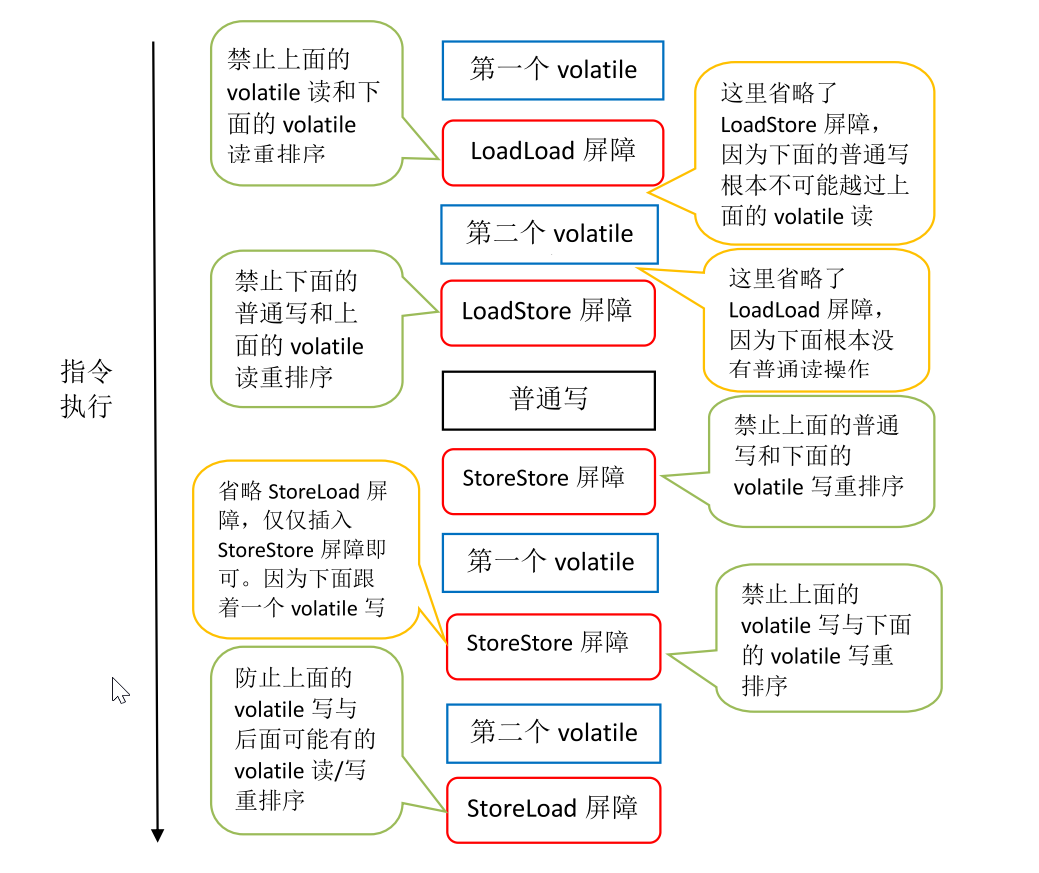 禁止上面的
volatile 读和下
面的 volatile
读重排序
第一个 volatile
LoadLoad 屏障
这里省略了
LoadStore 屏障，
因为下面的普通写
根本不可能越过上
面的 volatile 读
第二个 volatile
禁止下面的
普通写和上
面的 volatile
读重排序
LoadStore 屏障
这里省略了
LoadLoad 屏障，
因为下面根本没
有普通读操作
指令
执行
普通写
禁止上面的普通
写和下面的
volatile 写重排序
StoreStore 屏障
省略 StoreLoad 屏
障，仅仅插入
StoreStore 屏障即
可。因为下面跟
着一个 volatile 写
第一个 volatile
禁止上面的
volatile 写与下面
的 volatile 写重
排序
StoreStore 屏障
防止上面的
volatile 写与
后面可能有的
volatile 读/写
重排序
第二个 volatile
StoreLoad 屏障